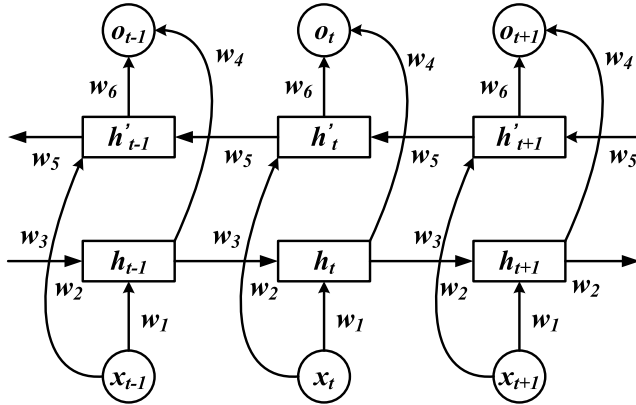 o_{t-1} o_t o_{t+1}
w_4 w_4 w_4
w_6 w_6 w_6
h'_{t-1} h'_t h'_{t+1}
w_5 w_5 w_5 w_5
w_3 w_3 w_3
h_{t-1} h_t h_{t+1}
w_2 w_2 w_2 w_2
w_1 w_1 w_1
x_{t-1} x_t x_{t+1}